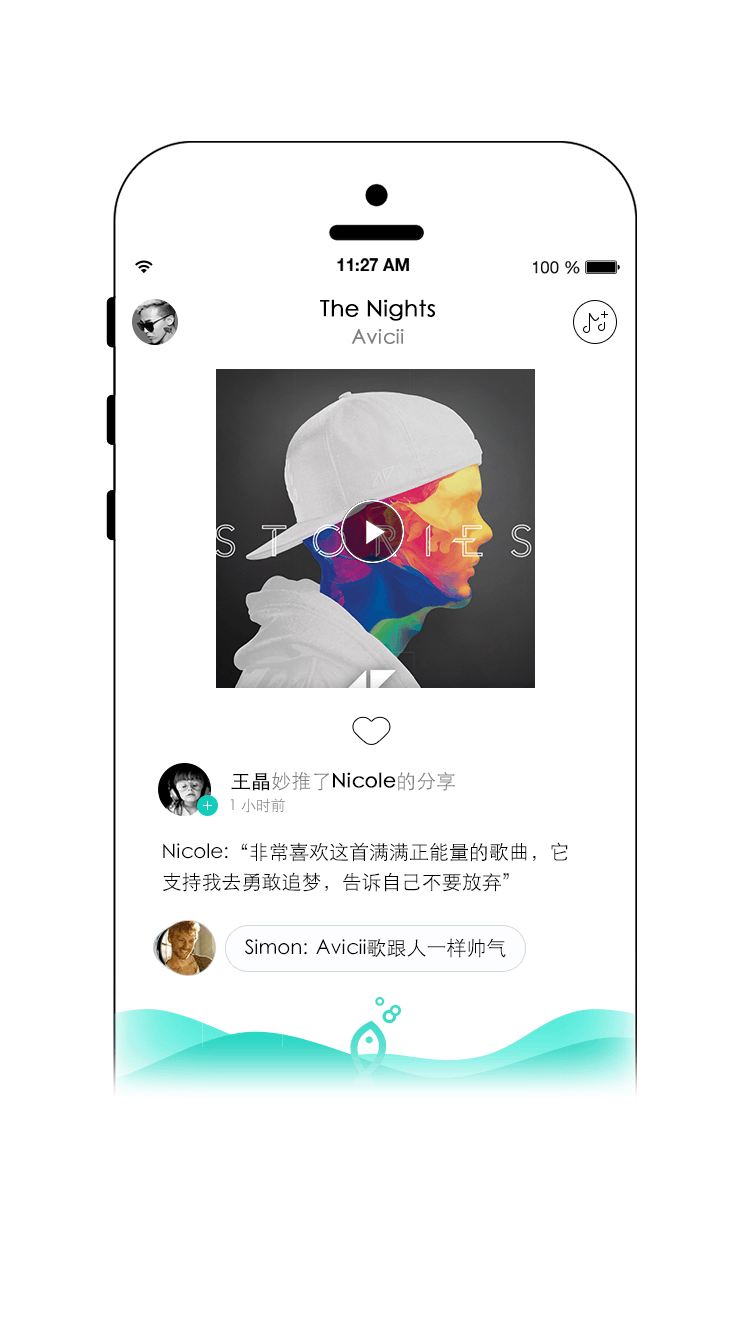 11:27 AM
100 %
The Nights
Avicii
STORIES
王晶妙推了Nicole的分享
1 小时前
Nicole: “非常喜欢这首满满正能量的歌曲，它
支持我去勇敢追梦，告诉自己不要放弃”
Simon: Avicii歌跟人一样帅气